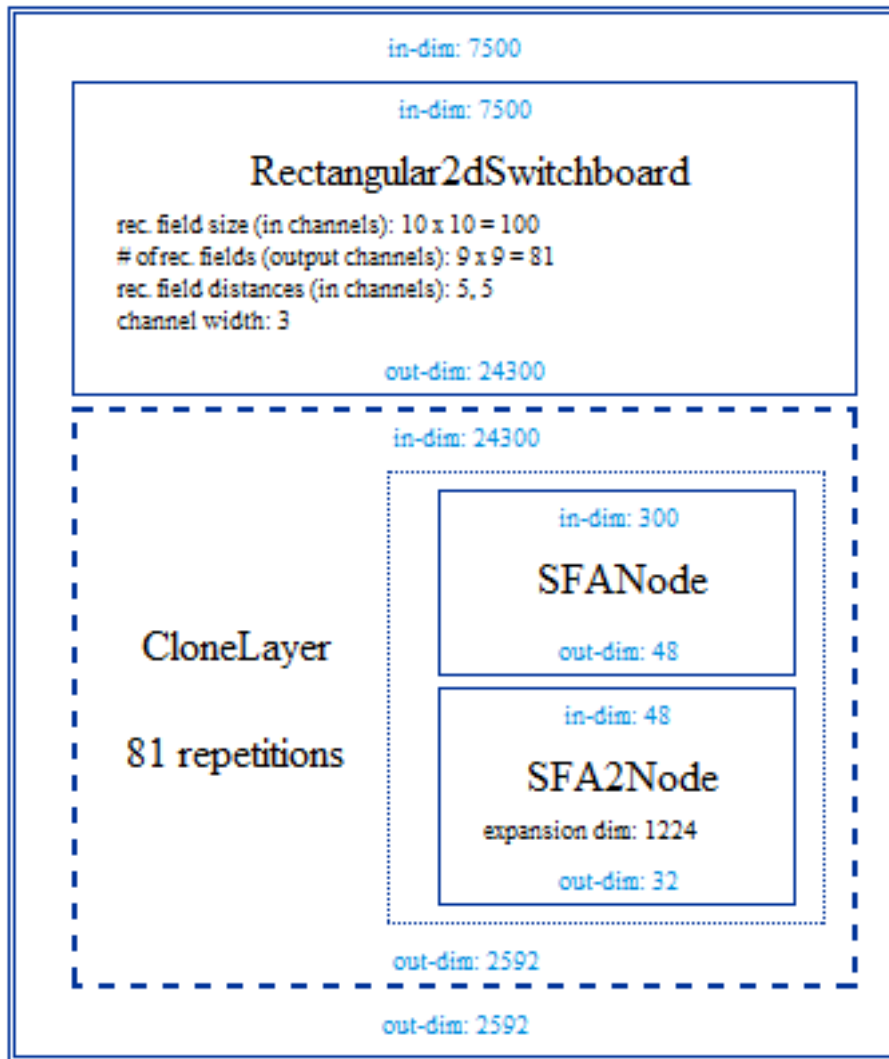 in-dim: 7500
in-dim: 7500
Rectangular2dSwitchboard
rec. field size (in channels): 10 x 10 = 100
# of rec. fields (output channels): 9 x 9 = 81
rec. field distances (in channels): 5, 5
channel width: 3
out-dim: 24300
in-dim: 24300
in-dim: 300
SFANode
out-dim: 48
CloneLayer
81 repetitions
in-dim: 48
SFA2Node
expansion dim: 1224
out-dim: 32
out-dim: 2592
out-dim: 2592